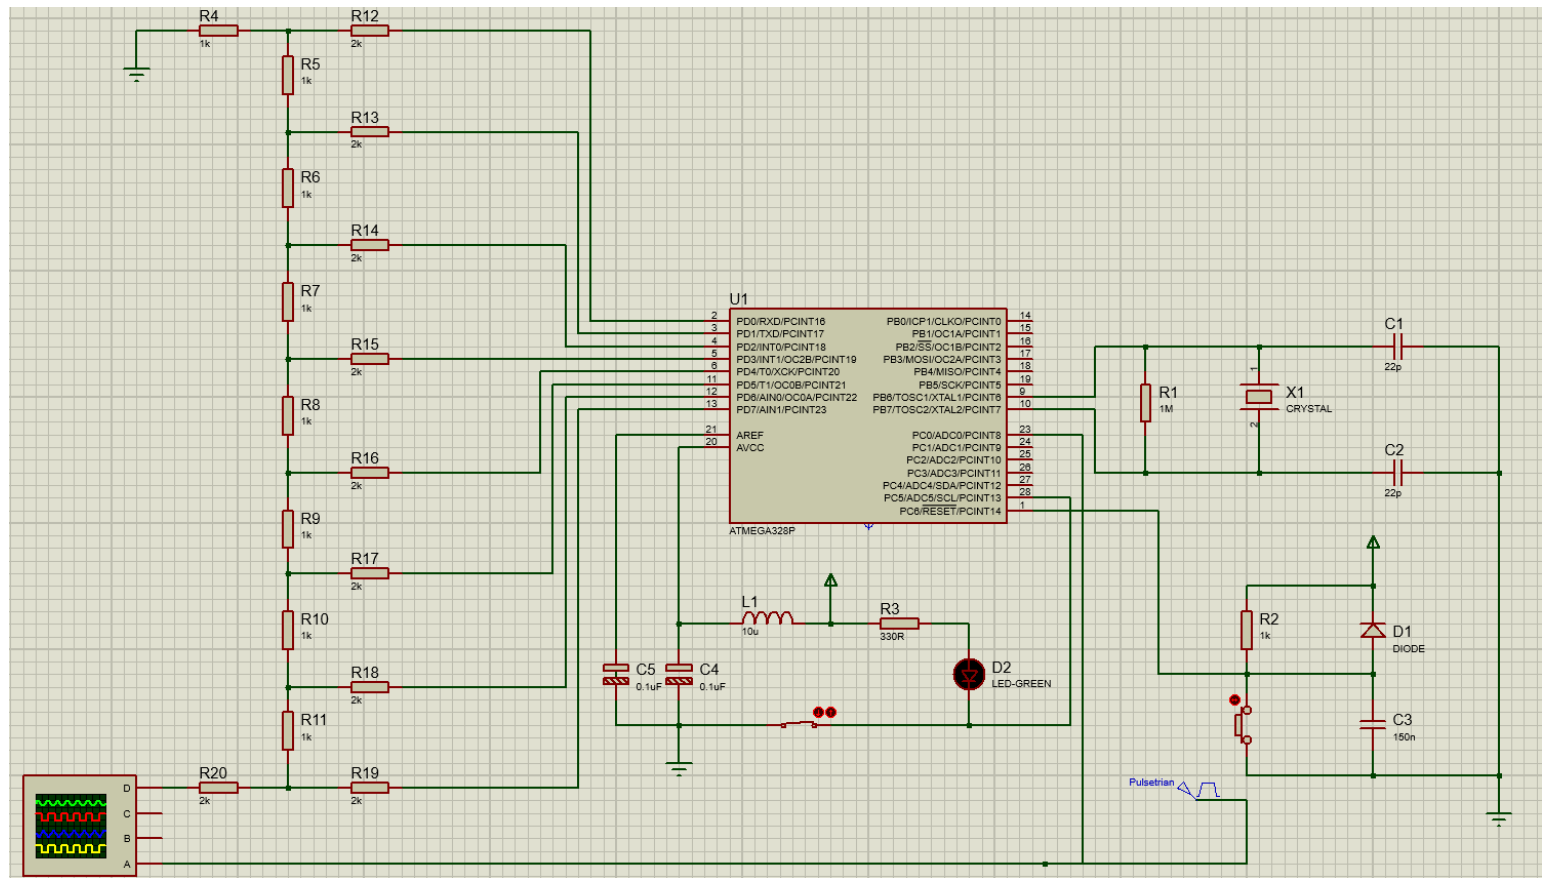 R4
1k
R12
2k
R5
1k
R13
2k
R6
1k
R14
2k
R7
1k
R15
2k
R8
1k
R16
2k
R9
1k
R17
2k
R10
1k
R18
2k
R11
1k
R20
2k
R19
2k
D
C
B
A
U1
2 PD0/RXD/PCINT16 PB0/ICP1/CLKO/PCINT0 14
3 PD1/TXD/PCINT17 PB1/OC1A/PCINT1 15
4 PD2/INT0/PCINT18 PB2/SS/OC1B/PCINT2 16
5 PD3/INT1/OC2B/PCINT19 PB3/MOSI/OC2A/PCINT3 17
6 PD4/T0/XCK/PCINT20 PB4/MISO/PCINT4 18
11 PD5/T1/OC0B/PCINT21 PB5/SCK/PCINT5 19
12 PD6/AIN0/OC0A/PCINT22 PB6/TOSC1/XTAL1/PCINT6 9
13 PD7/AIN1/PCINT23 PB7/TOSC2/XTAL2/PCINT7 10
21 AREF PC0/ADC0/PCINT8 23
20 AVCC PC1/ADC1/PCINT9 24
PC2/ADC2/PCINT10 25
PC3/ADC3/PCINT11 26
PC4/ADC4/SDA/PCINT12 27
PC5/ADC5/SCL/PCINT13 28
PC6/RESET/PCINT14 1
ATMEGA328P
L1
10u
R3
330R
C5
0.1uF
C4
0.1uF
D2
LED-GREEN
C1
22p
R1
1M
1
X1
CRYSTAL
2
C2
22p
R2
1k
D1
DIODE
C3
150n
Pulsetrian